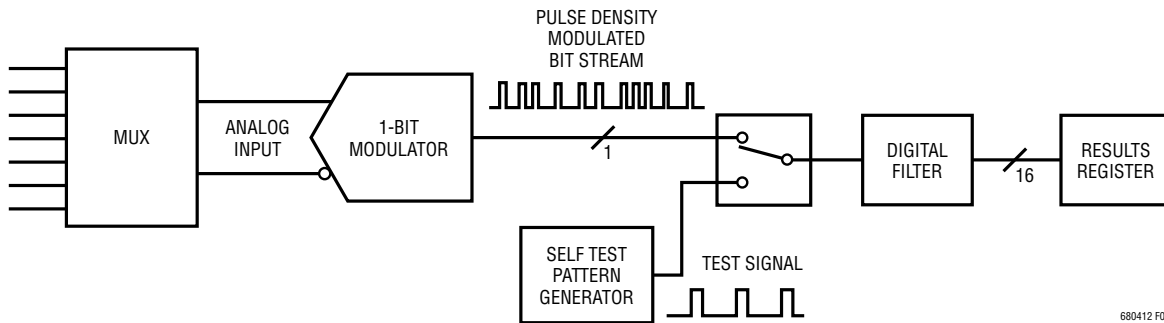 PULSE DENSITY
MODULATED
BIT STREAM
MUX
ANALOG
INPUT
1-BIT
MODULATOR
1
DIGITAL
FILTER
16
RESULTS
REGISTER
SELF TEST
PATTERN
GENERATOR
TEST SIGNAL
680412 F0